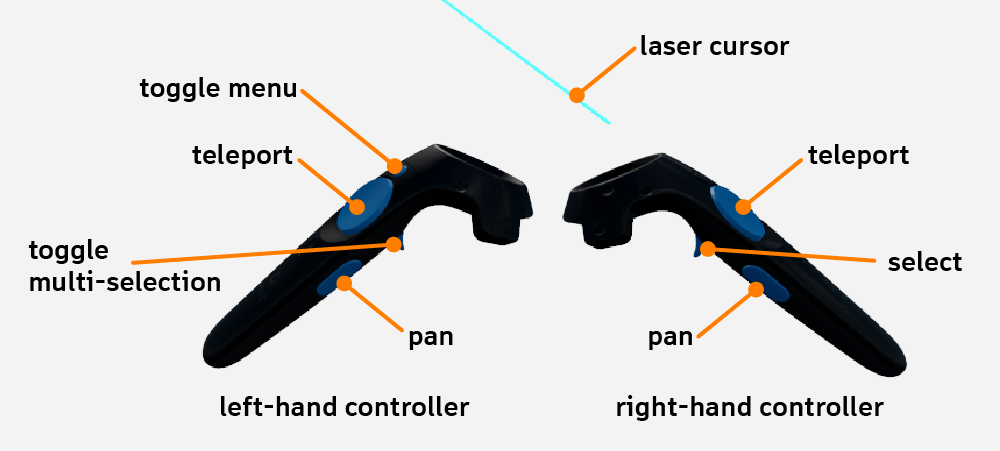 laser cursor
toggle menu
teleport
teleport
toggle
multi-selection
select
pan
pan
left-hand controller
right-hand controller